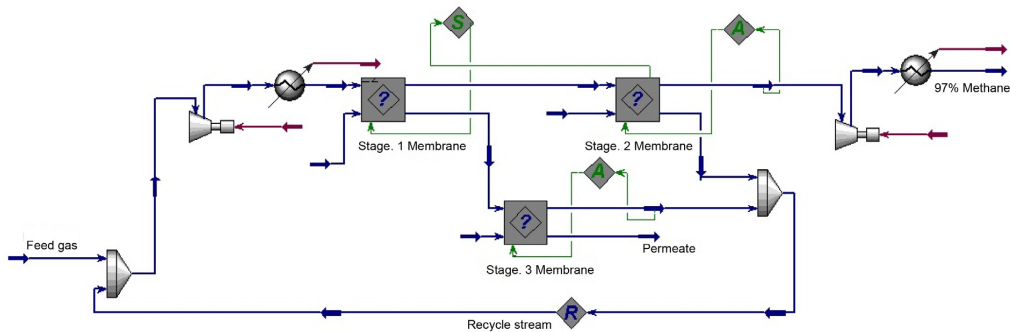 S
A
97% Methane
?
?
Stage. 1 Membrane
Stage. 2 Membrane
A
?
Feed gas
Permeate
Stage. 3 Membrane
R
Recycle stream